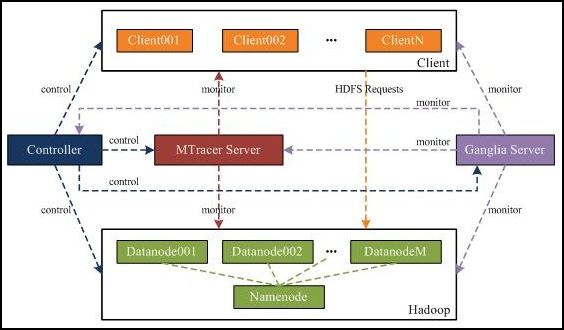 Client001 Client002 ... ClientN
Client
control
monitor
HDFS Requests
monitor
monitor
Controller
control
MTracer Server
monitor
Ganglia Server
control
control
monitor
monitor
Datanode001 Datanode002 ... DatanodeM
Namenode
Hadoop